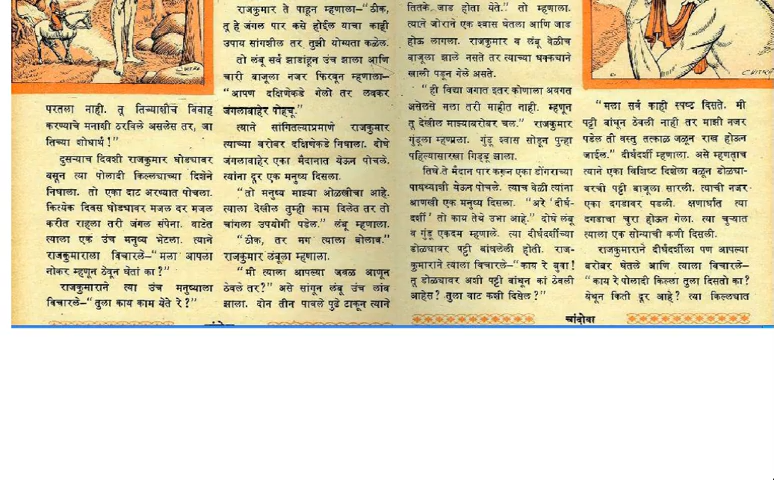 परतला नाही. तू तिच्याशीच विवाह
करण्याचे मनाशी ठरविले असलेस तर, जा
तिच्या शोधार्थ!”
दुसऱ्याच दिवशी राजकुमार घोड्यावर
बसून त्या पोलादी किल्ल्याच्या दिशेने
निघाला. तो एका दाट अरण्यात पोचला.
कित्येक दिवस घोड्यावर मजल दर मजल
करीत राहूला तरी जंगल संपेना. वाटेत
त्याला एक उंच मनुष्य भेटला. त्याने
राजकुमाराला विचारले–“मला आपला
नोकर म्हणून ठेवून घेतां का?”
राजकुमाराने त्या उंच मनुष्याला
विचारले–“तुला काय काम येते रे?”
राजकुमार ते पाहून म्हणाला–“ठीक,
तू हे जंगल पार कसे होईल याचा काही
उपाय सांगशील तर तुझी योग्यता कळेल.
तो लंबू सर्व झाडांहून उंच झाला आणि
चारी बाजूला नजर फिरवून म्हणाला–
“आपण दक्षिणेकडे गेलो तर लवकर
जंगलाबाहेर पोहचू.”
त्याने सांगितल्याप्रमाणे राजकुमार
त्याच्या बरोबर दक्षिणेकडे निघाला. दोघे
जंगलाबाहेर एका मैदानात येऊन पोचले.
त्यांना दूर एक मनुष्य दिसला.
“तो मनुष्य माझ्या ओळखीचा आहे.
त्याला देखील तुम्ही काम दिलेत तर तो
चांगला उपयोगी पडेल.” लंबू म्हणाला.
“ठीक, तर मग त्याला बोलाव.”
राजकुमार लंबूला म्हणाला.
“मी त्याला आपल्या जवळ आणून
ठेवले तर?” असे सांगून लंबू उंच लांब
झाला. दोन तीन पावले पुढे टाकून त्याने
तितके जाड होता येते.” तो म्हणाला.
त्याने जोराने एक श्वास घेतला आणि जाड
होऊ लागला. राजकुमार व लंबू वेळीच
बाजूला झाले नसते तर त्याच्या धक्क्याने
खाली पडून गेले असते.
“ही विद्या जगात इतर कोणाला अवगत
असेलसे मला तरी माहीत नाही. म्हणून
तू देखील माझ्याबरोबर चल.” राजकुमार
गुंडूला म्हणाला. गुंडू श्वास सोडून पुन्हा
पहिल्यासारखा गिड्डू झाला.
तिघे ते मैदान पार करून एका डोंगराच्या
पायथ्याशी येऊन पोचले. त्याच वेळी त्यांना
आणखी एक मनुष्य दिसला. “अरे ‘दीर्घ-
दर्शी’ तो काय तेथे उभा आहे.” दोघे लंबू
व गुंडू एकदम म्हणाले. त्या दीर्घदर्शीच्या
डोळ्यावर पट्टी बांधलेली होती. राज-
कुमाराने त्याला विचारले–“काय रे बुवा!
तू डोळ्यावर अशी पट्टी बांधून कां ठेवली
आहेस? तुला वाट कशी दिसेल?”
“मला सर्व काही स्पष्ट दिसते. मी
पट्टी बांधून ठेवली नाही तर माझी नजर
पडेल ती वस्तु तत्काळ जळून राख होऊन
जाईल.” दीर्घदर्शी म्हणाला. असे म्हणताच
त्याने एका विशिष्ट दिशेला वळून डोळ्या-
वरची पट्टी बाजूला सारली. त्याची नजर
एका दगडावर पडली. क्षणार्धात त्या
दगडाचा चुरा होऊन गेला. त्या चुऱ्यात
त्याला एक सोन्याची कणी दिसली.
राजकुमाराने दीर्घदर्शीला पण आपल्या
बरोबर घेतले आणि त्याला विचारले–
“काय रे पोलादी किल्ला तुला दिसतो का?
येथून किती दूर आहे? त्या किल्ल्यात
चांदोबा